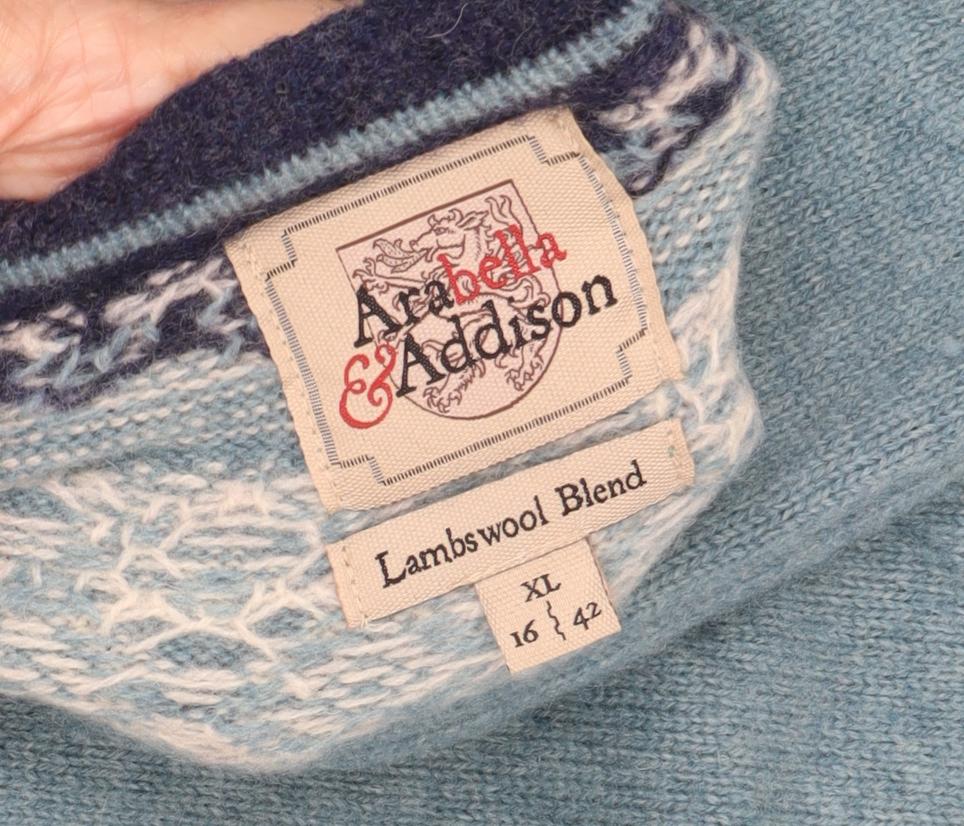 Arabella
&Addison
Lambswool Blend
XL
16 42